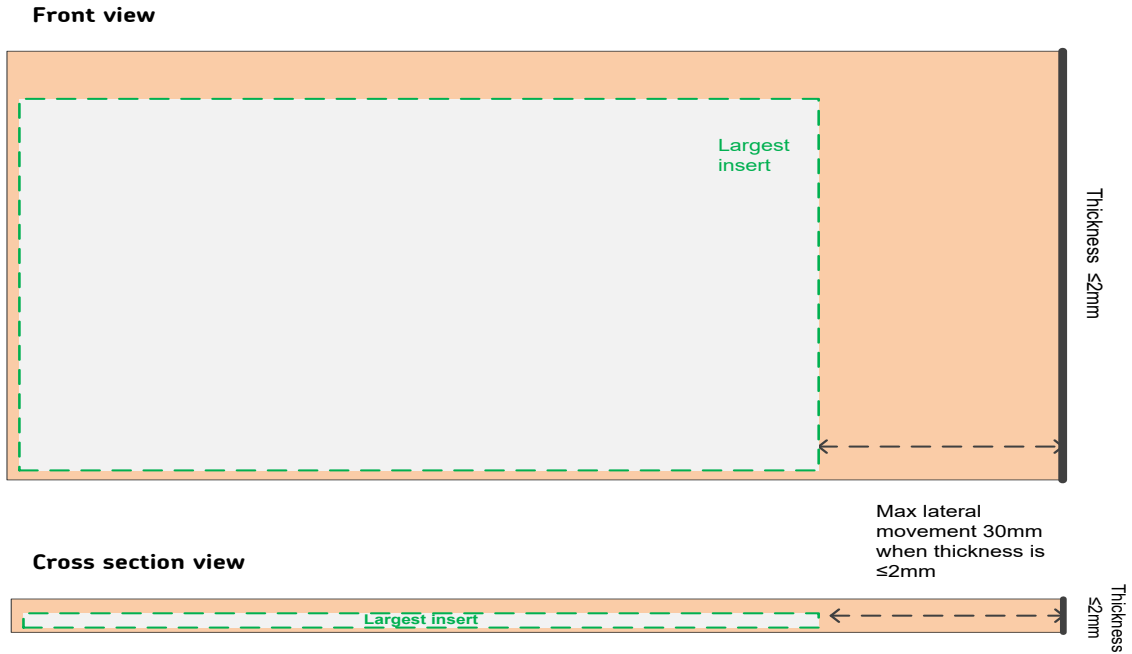 Front view
Largest
insert
Thickness ≤2mm
Max lateral
movement 30mm
when thickness is
≤2mm
Cross section view
Largest insert
Thickness
≤2mm